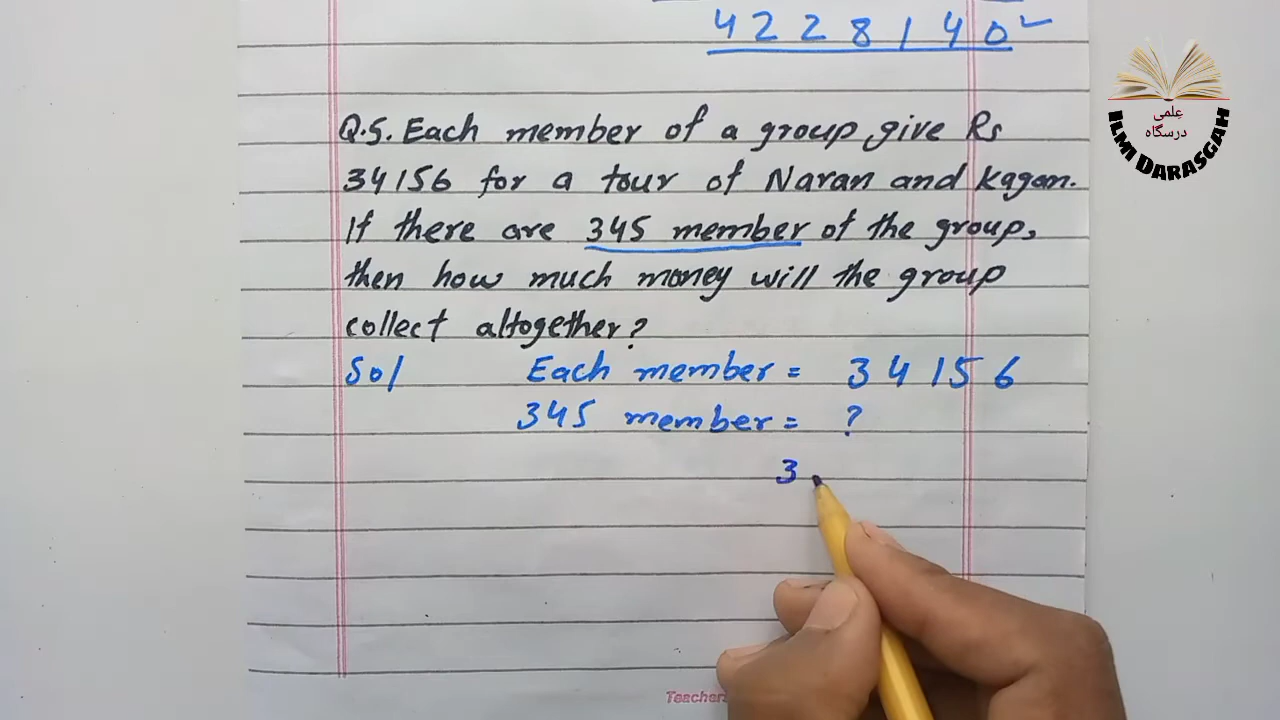 4228140
Q.5. Each member of a group give Rs
34156 for a tour of Naran and Kagan.
If there are 345 member of the group,
then how much money will the group
collect altogether?
Sol Each member = 34156
345 member = ?
3
علمی
درسگاہ
ILMI DARASGAH
Teachers